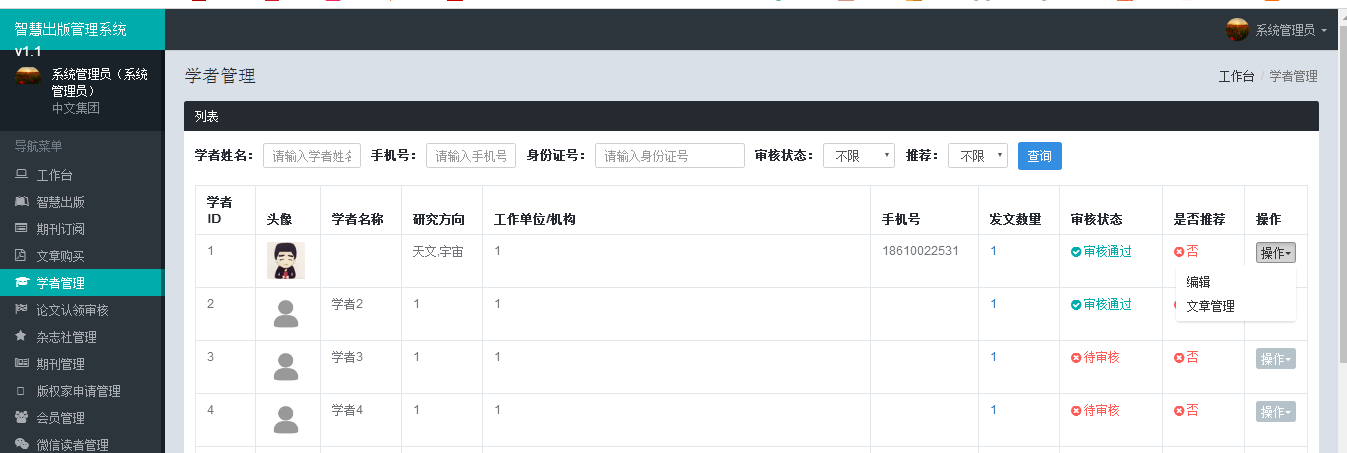 智慧出版管理系统
v1.1
系统管理员
系统管理员（系统
管理员）
中文集团
导航菜单
工作台
智慧出版
期刊订阅
文章购买
学者管理
论文认领审核
杂志社管理
期刊管理
版权家申请管理
会员管理
微信读者管理
学者管理
工作台 / 学者管理
列表
学者姓名： 请输入学者姓名 手机号： 请输入手机号 身份证号： 请输入身份证号 审核状态： 不限 推荐： 不限 查询
学者
ID 头像 学者名称 研究方向 工作单位/机构 手机号 发文数量 审核状态 是否推荐 操作
1 天文,宇宙 1 18610022531 1 审核通过 否 操作
编辑
文章管理
2 学者2 1 1 1 审核通过
3 学者3 1 1 1 待审核 否 操作
4 学者4 1 1 1 待审核 否 操作